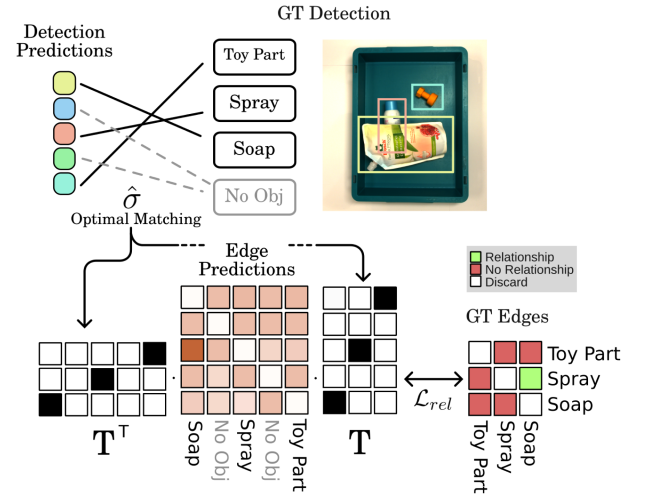 GT Detection
Detection
Predictions
Toy Part
Spray
Soap
No Obj
σ̂
Optimal Matching
Edge
Predictions
Relationship
No Relationship
Discard
GT Edges
Toy Part
Spray
Soap
· ·
ℒrel
Soap
No Obj
Spray
No Obj
Toy Part
Toy Part
Spray
Soap
T⊤
T